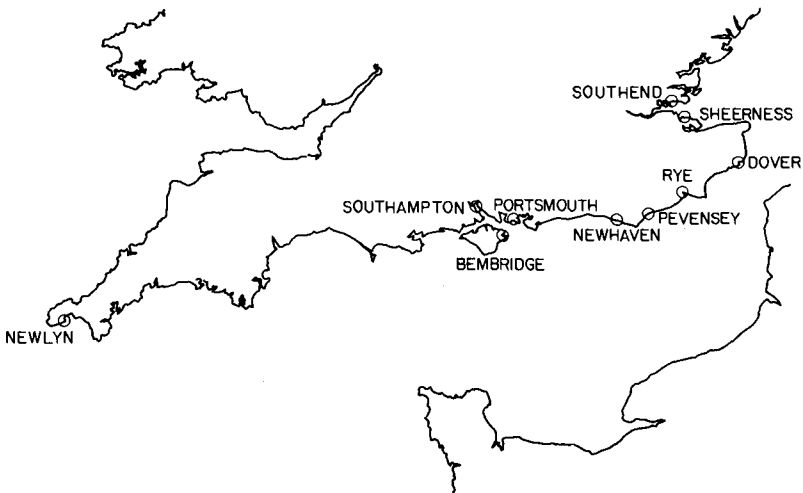 SOUTHEND
SHEERNESS
DOVER
RYE
SOUTHAMPTON
PORTSMOUTH
PEVENSEY
NEWHAVEN
BEMBRIDGE
NEWLYN